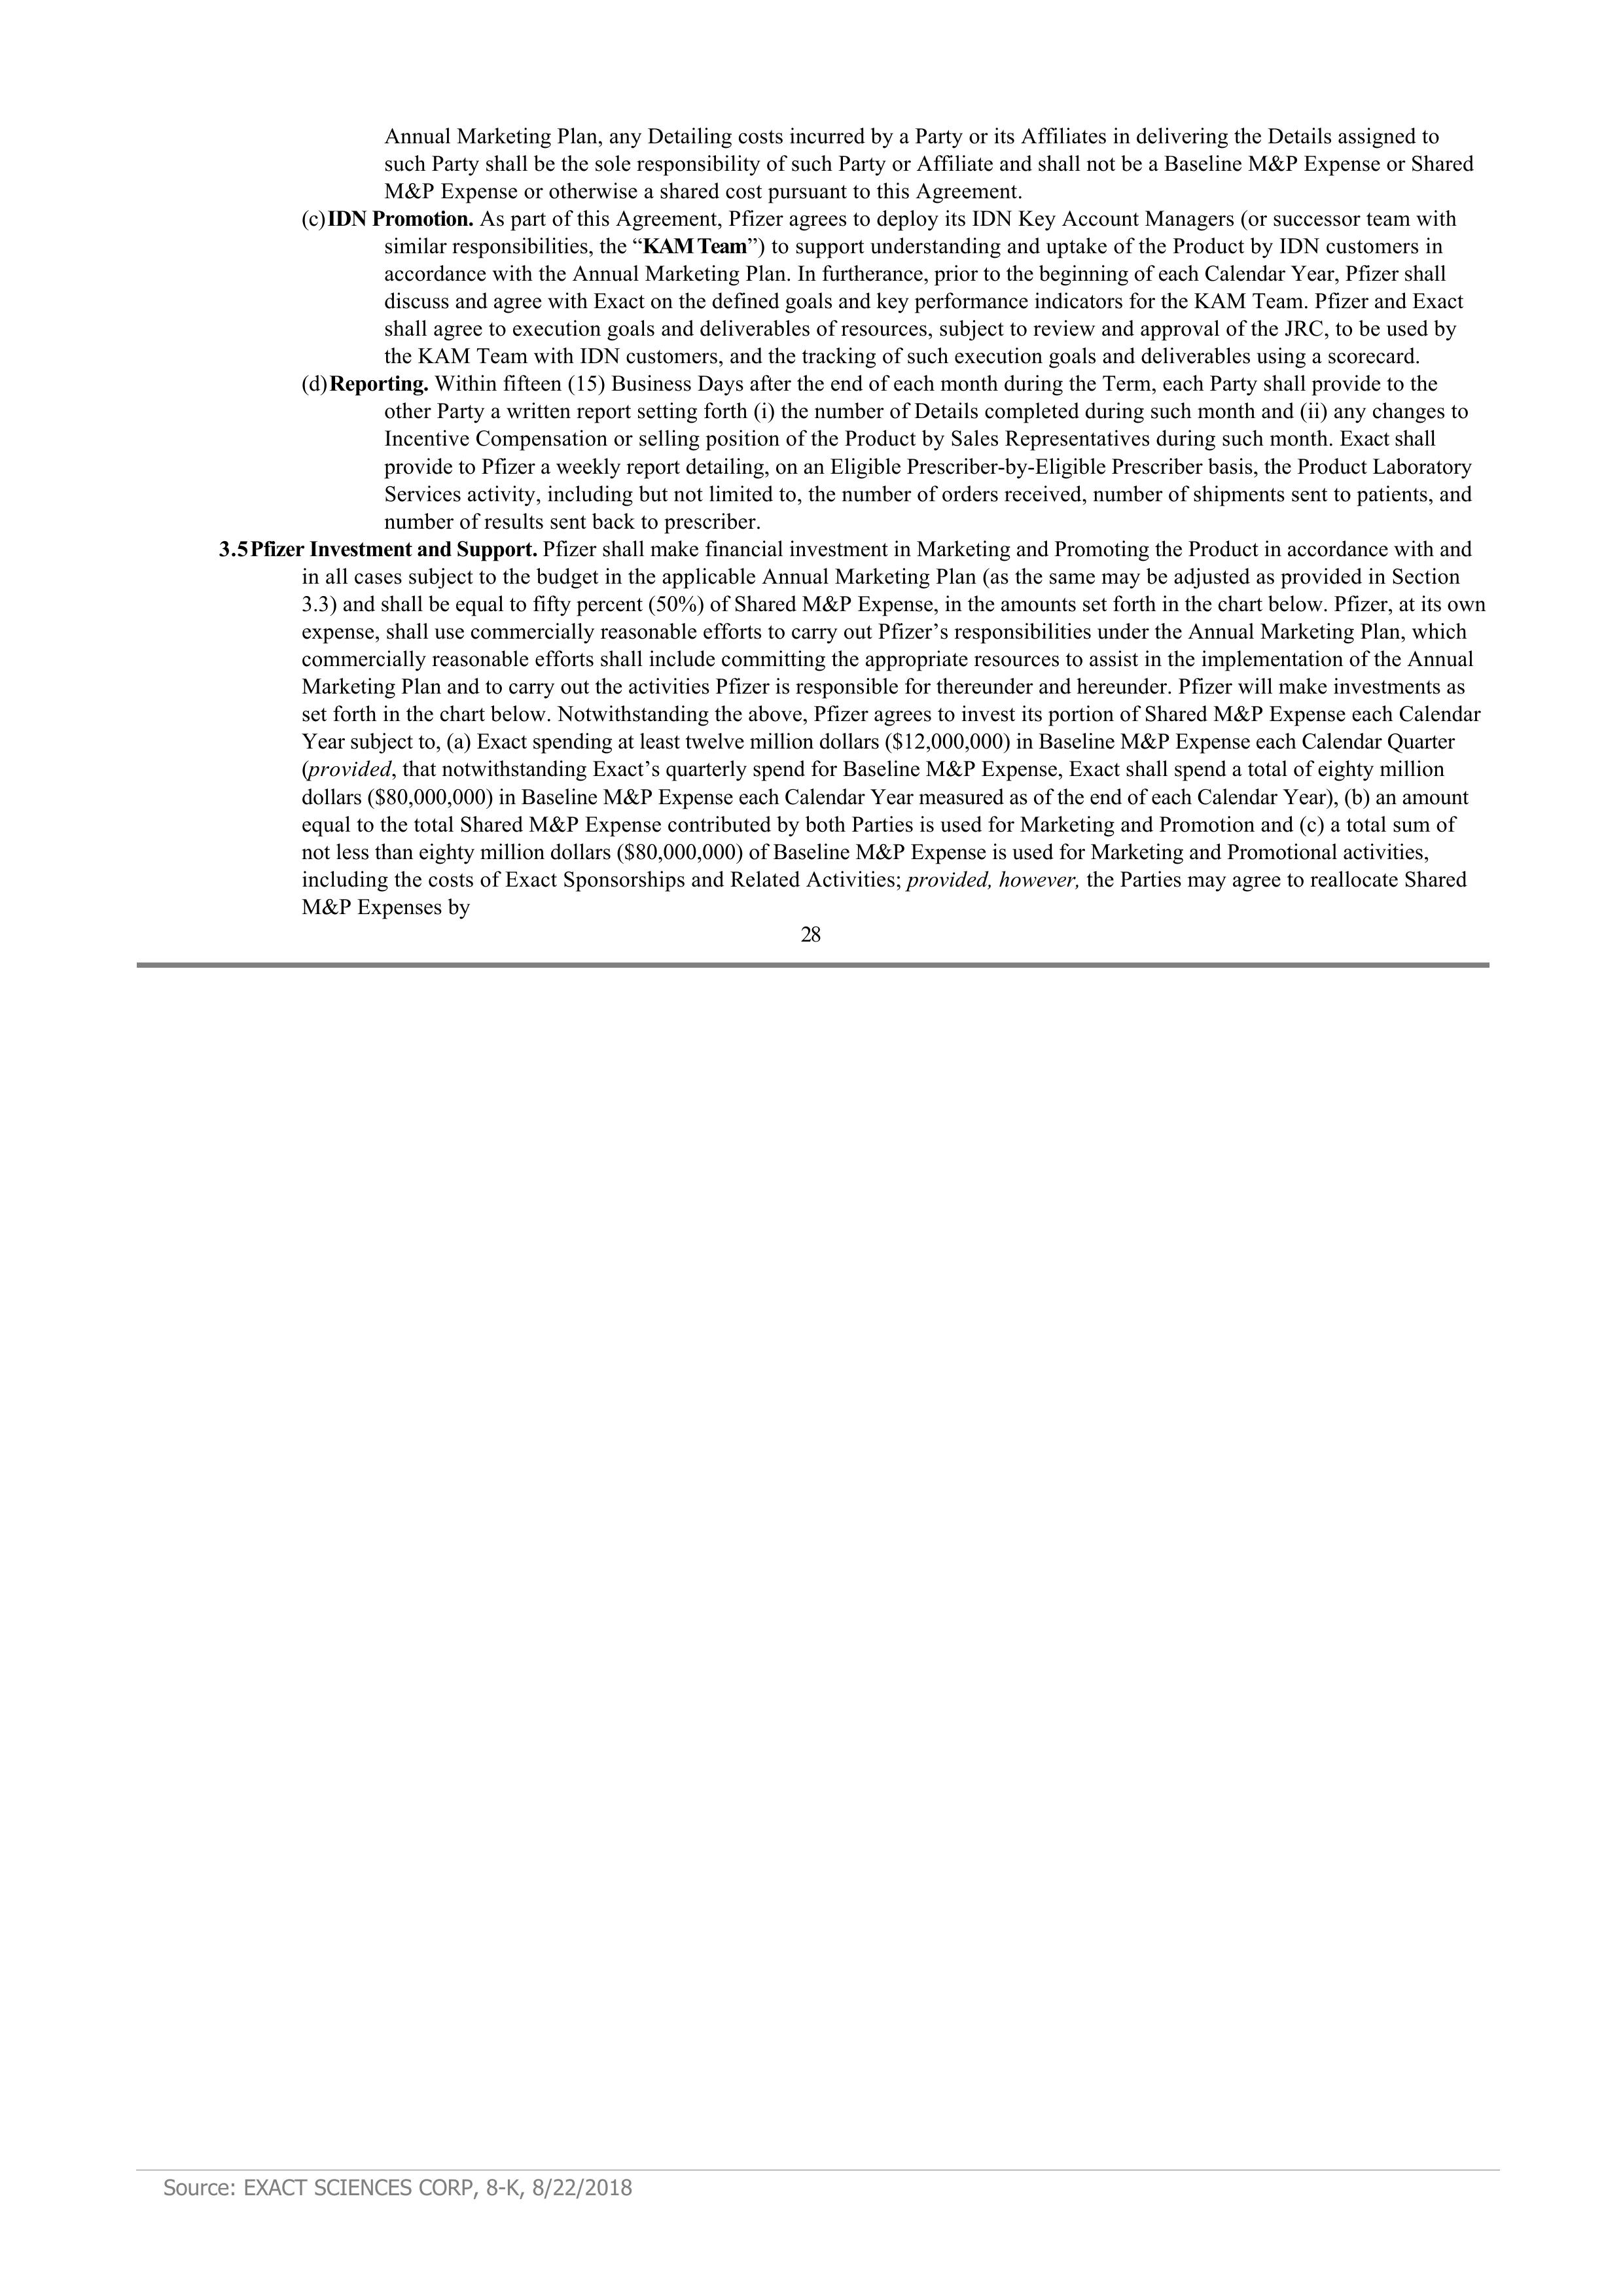 Annual Marketing Plan, any Detailing costs incurred by a Party or its Affiliates in delivering the Details assigned to
such Party shall be the sole responsibility of such Party or Affiliate and shall not be a Baseline M&P Expense or Shared
M&P Expense or otherwise a shared cost pursuant to this Agreement.
(c)IDN Promotion. As part of this Agreement, Pfizer agrees to deploy its IDN Key Account Managers (or successor team with
similar responsibilities, the “KAM Team”) to support understanding and uptake of the Product by IDN customers in
accordance with the Annual Marketing Plan. In furtherance, prior to the beginning of each Calendar Year, Pfizer shall
discuss and agree with Exact on the defined goals and key performance indicators for the KAM Team. Pfizer and Exact
shall agree to execution goals and deliverables of resources, subject to review and approval of the JRC, to be used by
the KAM Team with IDN customers, and the tracking of such execution goals and deliverables using a scorecard.
(d)Reporting. Within fifteen (15) Business Days after the end of each month during the Term, each Party shall provide to the
other Party a written report setting forth (i) the number of Details completed during such month and (ii) any changes to
Incentive Compensation or selling position of the Product by Sales Representatives during such month. Exact shall
provide to Pfizer a weekly report detailing, on an Eligible Prescriber-by-Eligible Prescriber basis, the Product Laboratory
Services activity, including but not limited to, the number of orders received, number of shipments sent to patients, and
number of results sent back to prescriber.
3.5Pfizer Investment and Support. Pfizer shall make financial investment in Marketing and Promoting the Product in accordance with and
in all cases subject to the budget in the applicable Annual Marketing Plan (as the same may be adjusted as provided in Section
3.3) and shall be equal to fifty percent (50%) of Shared M&P Expense, in the amounts set forth in the chart below. Pfizer, at its own
expense, shall use commercially reasonable efforts to carry out Pfizer’s responsibilities under the Annual Marketing Plan, which
commercially reasonable efforts shall include committing the appropriate resources to assist in the implementation of the Annual
Marketing Plan and to carry out the activities Pfizer is responsible for thereunder and hereunder. Pfizer will make investments as
set forth in the chart below. Notwithstanding the above, Pfizer agrees to invest its portion of Shared M&P Expense each Calendar
Year subject to, (a) Exact spending at least twelve million dollars ($12,000,000) in Baseline M&P Expense each Calendar Quarter
(provided, that notwithstanding Exact’s quarterly spend for Baseline M&P Expense, Exact shall spend a total of eighty million
dollars ($80,000,000) in Baseline M&P Expense each Calendar Year measured as of the end of each Calendar Year), (b) an amount
equal to the total Shared M&P Expense contributed by both Parties is used for Marketing and Promotion and (c) a total sum of
not less than eighty million dollars ($80,000,000) of Baseline M&P Expense is used for Marketing and Promotional activities,
including the costs of Exact Sponsorships and Related Activities; provided, however, the Parties may agree to reallocate Shared
M&P Expenses by
28
Source: EXACT SCIENCES CORP, 8-K, 8/22/2018